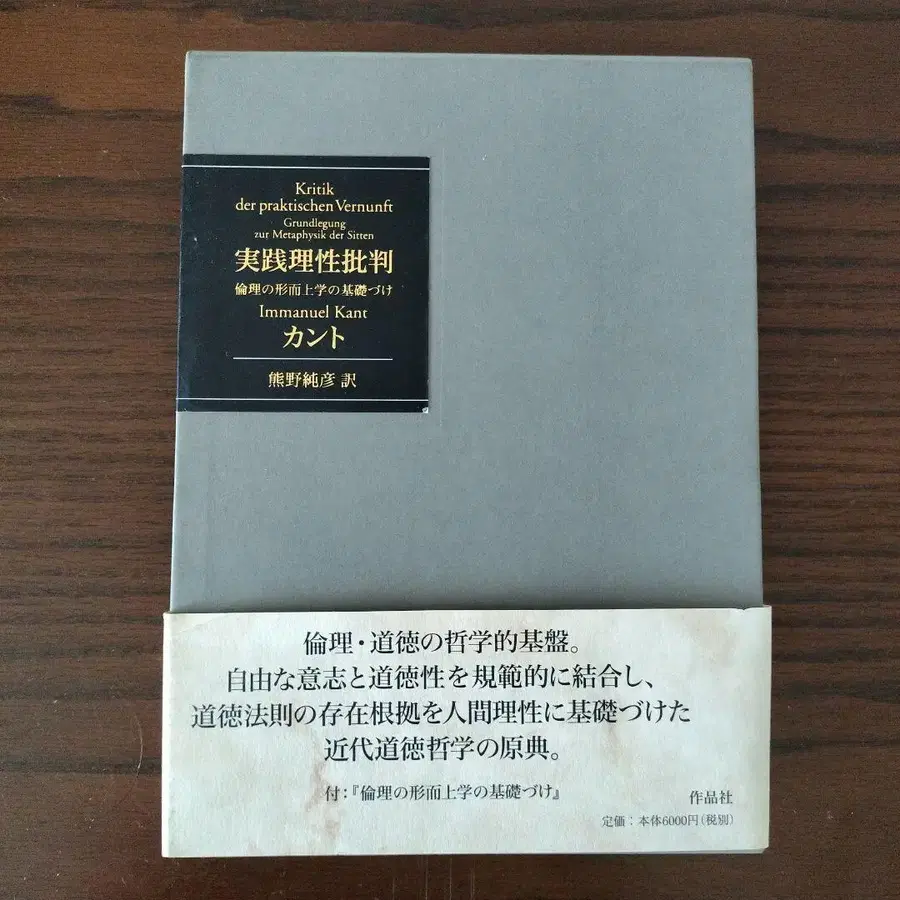 Kritik
der praktischen Vernunft
Grundlegung
zur Metaphysik der Sitten
実践理性批判
倫理の形而上学の基礎づけ
Immanuel Kant
カント
熊野純彦 訳
倫理・道徳の哲学的基盤。
自由な意志と道徳性を規範的に結合し、
道徳法則の存在根拠を人間理性に基礎づけた
近代道徳哲学の原典。
付:『倫理の形而上学の基礎づけ』
作品社
定価:本体6000円(税別)